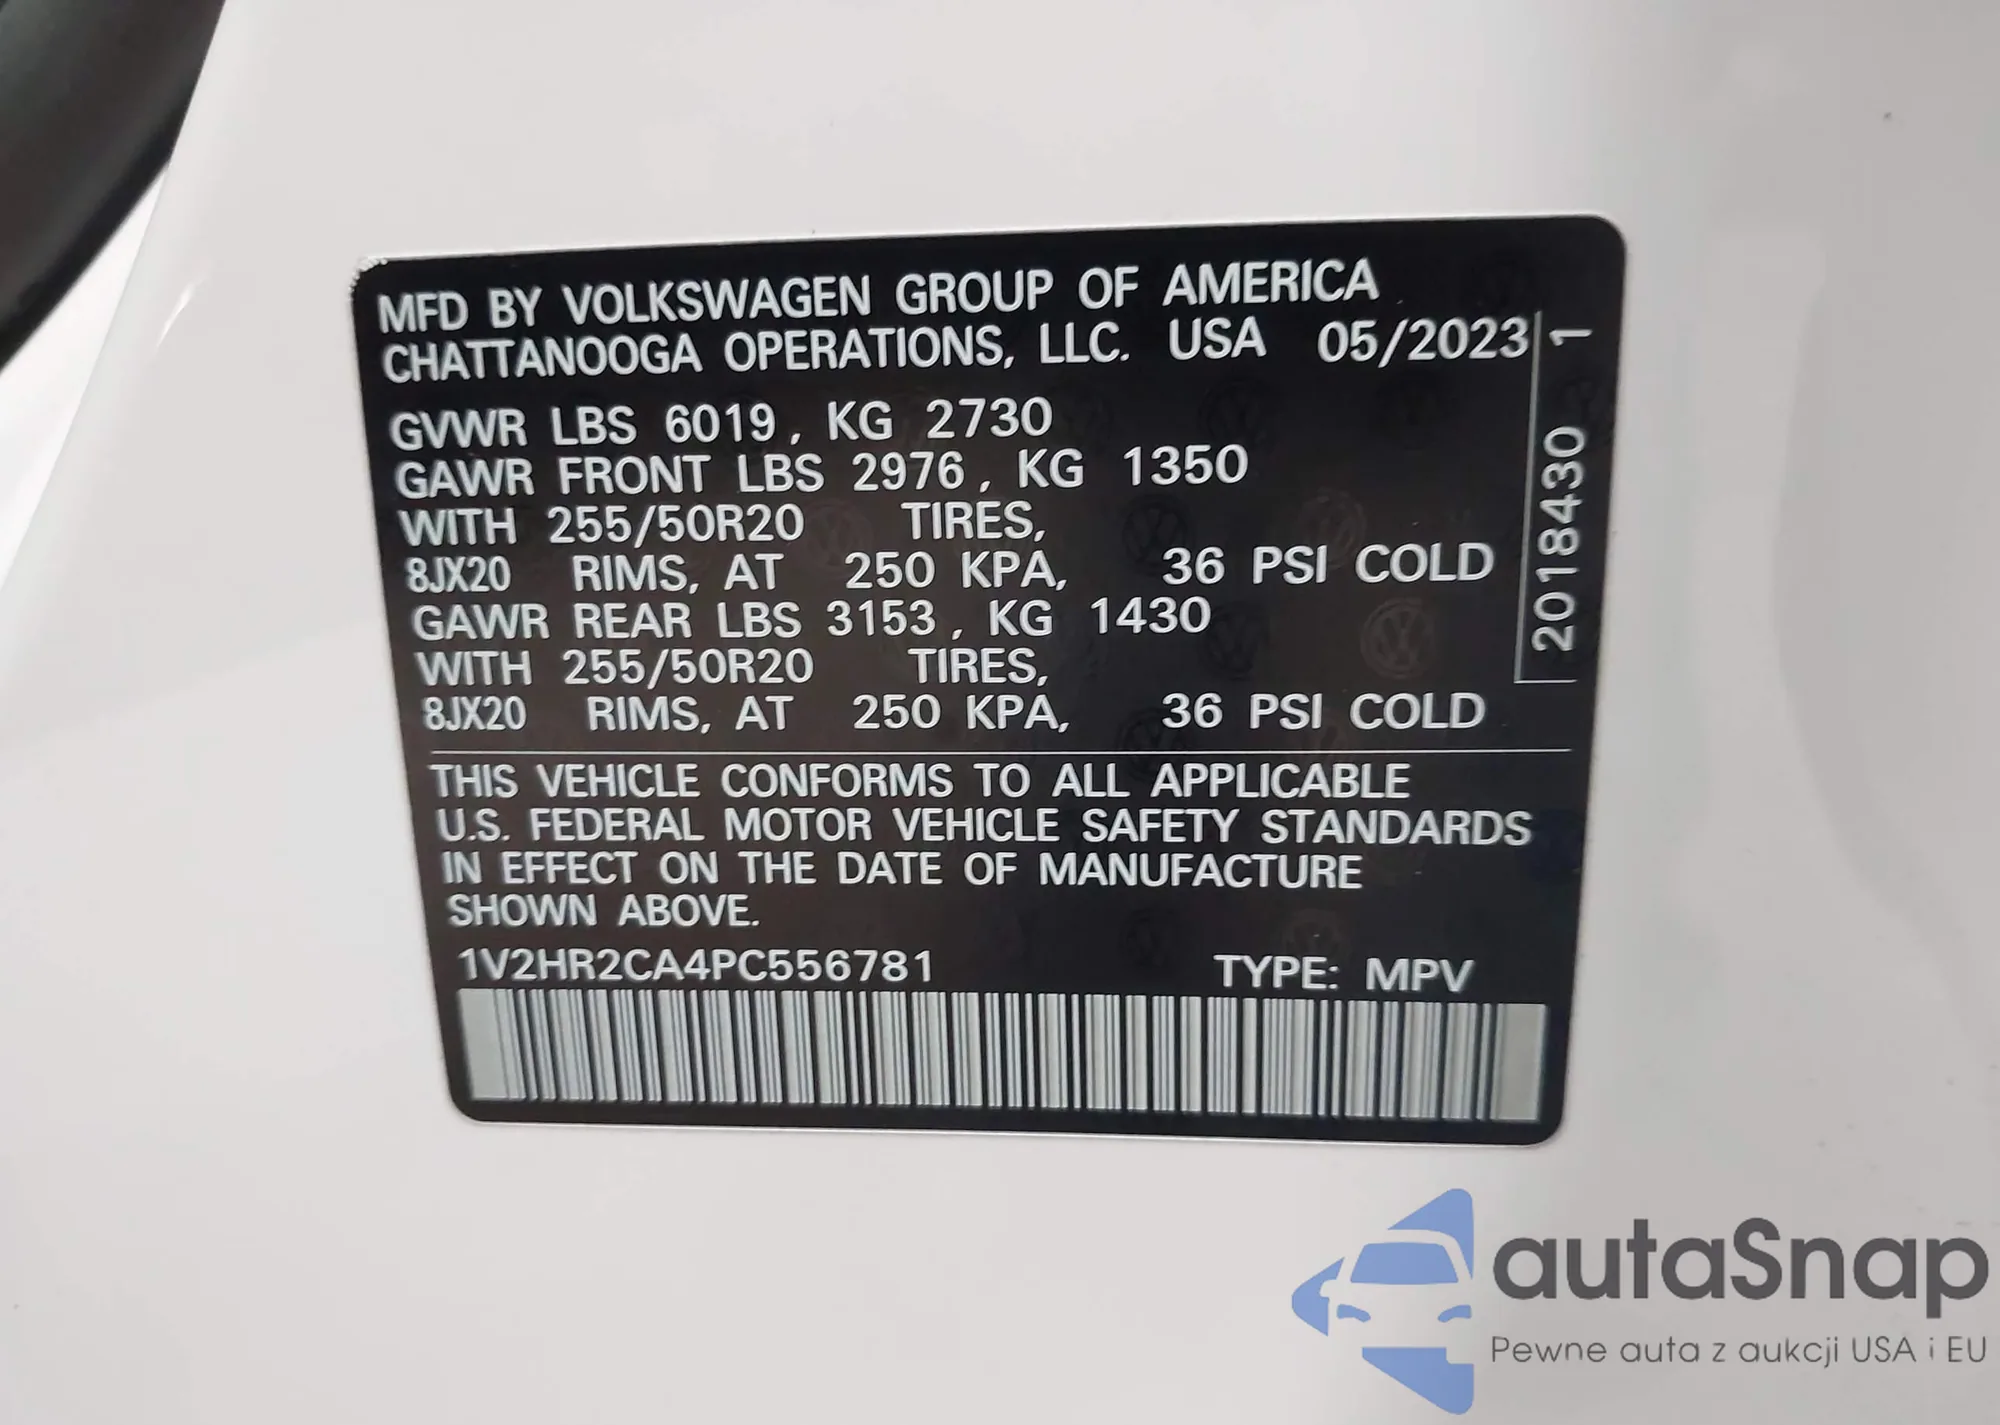 MFD BY VOLKSWAGEN GROUP OF AMERICA
CHATTANOOGA OPERATIONS, LLC. USA 05/2023
GVWR LBS 6019, KG 2730
GAWR FRONT LBS 2976, KG 1350
WITH 255/50R20 TIRES,
8JX20 RIMS, AT 250 KPA, 36 PSI COLD
GAWR REAR LBS 3153, KG 1430
WITH 255/50R20 TIRES,
8JX20 RIMS, AT 250 KPA, 36 PSI COLD
2018430 1
THIS VEHICLE CONFORMS TO ALL APPLICABLE
U.S. FEDERAL MOTOR VEHICLE SAFETY STANDARDS
IN EFFECT ON THE DATE OF MANUFACTURE
SHOWN ABOVE.
1V2HR2CA4PC556781 TYPE: MPV
autaSnap
Pewne auta z aukcji USA i EU